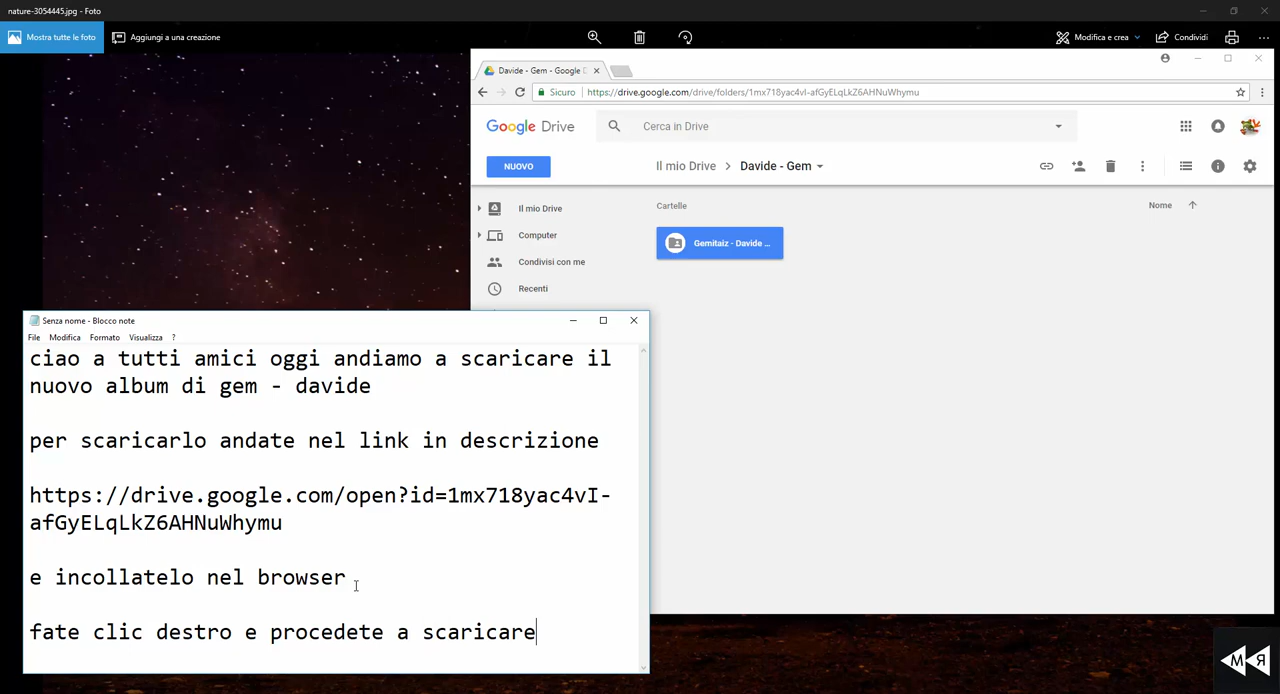 nature-3054445.jpg - Foto
Mostra tutte le foto
Aggiungi a una creazione
Modifica e crea
Condividi
Davide - Gem - Google D
Sicuro
https://drive.google.com/drive/folders/1mx718yac4vI-afGyELqLkZ6AHNuWhymu
Google Drive
Cerca in Drive
NUOVO
Il mio Drive
Davide - Gem
Il mio Drive
Computer
Condivisi con me
Recenti
Cartelle
Nome
Gemitaiz - Davide ...
Senza nome - Blocco note
File Modifica Formato Visualizza ?
ciao a tutti amici oggi andiamo a scaricare il
nuovo album di gem - davide
per scaricarlo andate nel link in descrizione
https://drive.google.com/open?id=1mx718yac4vI-
afGyELqLkZ6AHNuWhymu
e incollatelo nel browser
fate clic destro e procedete a scaricare
MЯ